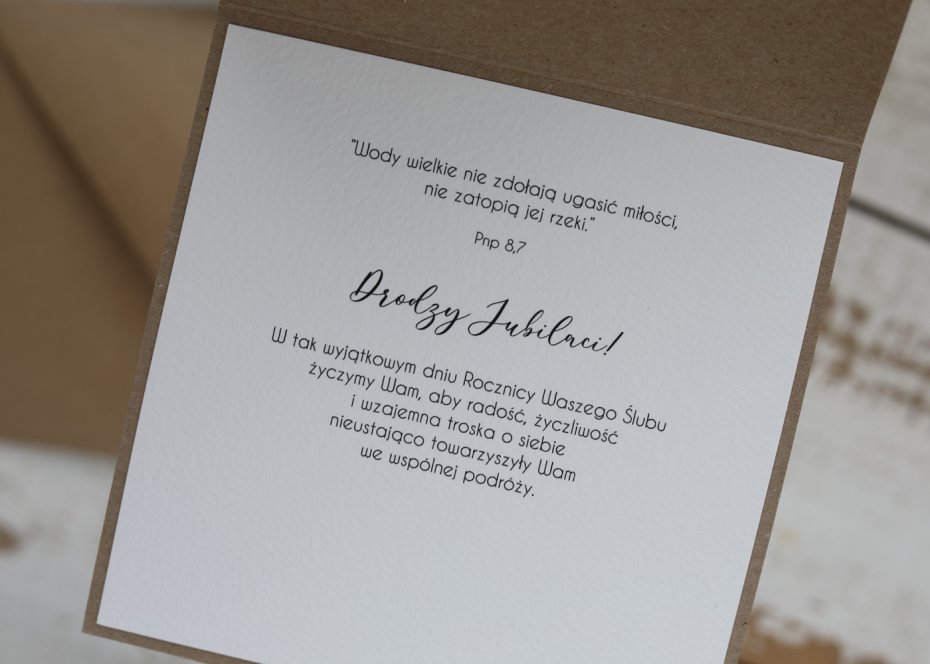 "Wody wielkie nie zdołają ugasić miłości,
nie zatopią jej rzeki."
Pnp 8,7
Drodzy Jubilaci!
W tak wyjątkowym dniu Rocznicy Waszego Ślubu
życzymy Wam, aby radość, życzliwość
i wzajemna troska o siebie
nieustająco towarzyszyły Wam
we wspólnej podróży.